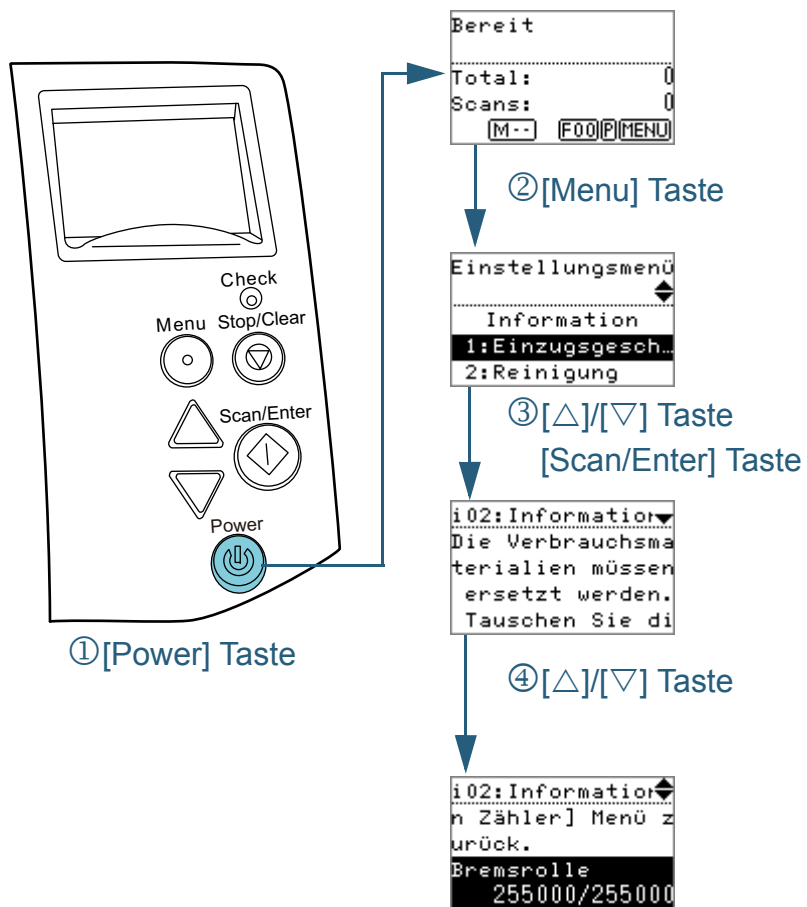 Check
Menu Stop/Clear
Scan/Enter
Power
①[Power] Taste
Bereit
Total: 0
Scans: 0
M-- F00 P MENU
②[Menu] Taste
Einstellungsmenü
Information
1:Einzugsgesch…
2:Reinigung
③[△]/[▽] Taste
[Scan/Enter] Taste
i02:Information
Die Verbrauchsma
terialien müssen
ersetzt werden.
Tauschen Sie di
④[△]/[▽] Taste
i02:Information
n Zähler] Menü z
urück.
Bremsrolle
255000/255000